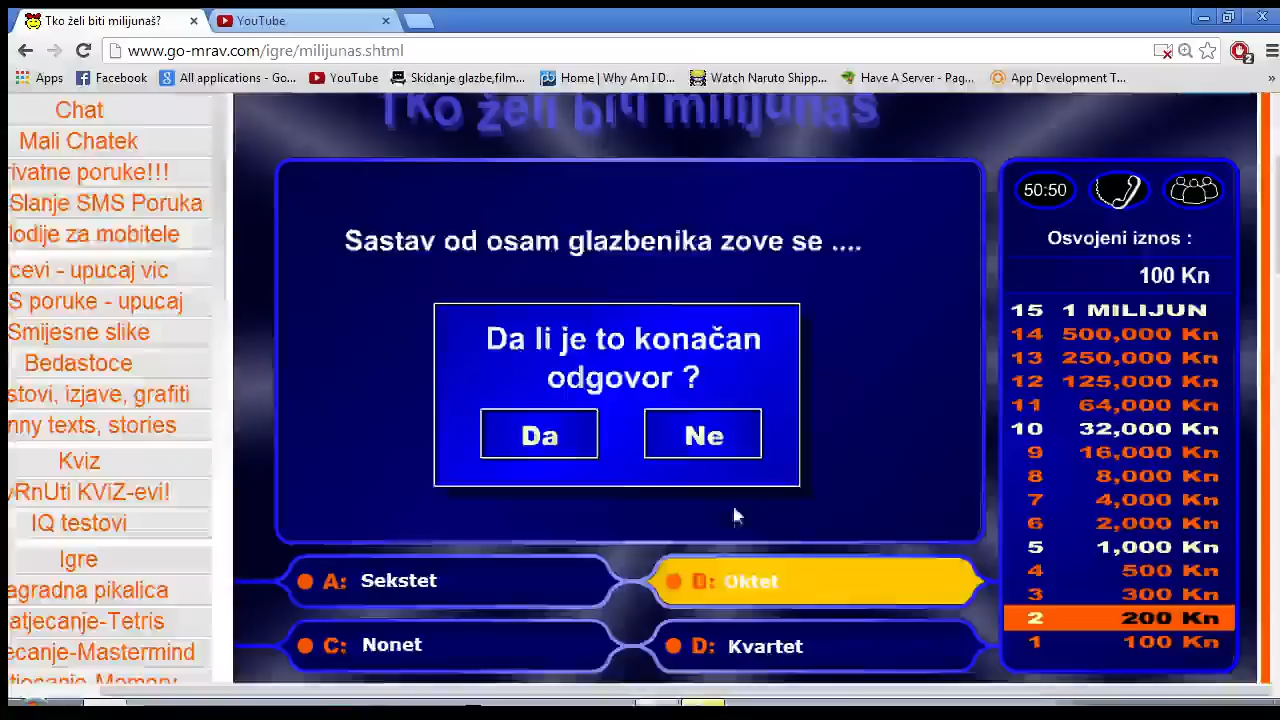 Tko želi biti milijunaš?
YouTube
www.go-mrav.com/igre/milijunas.shtml
Apps
Facebook
All applications - Go...
YouTube
Skidanje glazbe,film...
Home | Why Am I D...
Watch Naruto Shipp...
Have A Server - Pag...
App Development T...
»
Chat
Mali Chatek
rivatne poruke!!!
Slanje SMS Poruka
lodije za mobitele
cevi - upucaj vic
S poruke - upucaj
Smijesne slike
Bedastoce
stovi, izjave, grafiti
nny texts, stories
Kviz
vRnUti KViZ-evi!
IQ testovi
Igre
agradna pikalica
atjecanje-Tetris
ecanje-Mastermind
atjecanje-Memory
Tko želi biti milijunaš
Sastav od osam glazbenika zove se ....
Da li je to konačan
odgovor ?
Da Ne
A: Sekstet
B: Oktet
C: Nonet
D: Kvartet
50:50
Osvojeni iznos :
100 Kn
15 1 MILIJUN
14 500,000 Kn
13 250,000 Kn
12 125,000 Kn
11 64,000 Kn
10 32,000 Kn
9 16,000 Kn
8 8,000 Kn
7 4,000 Kn
6 2,000 Kn
5 1,000 Kn
4 500 Kn
3 300 Kn
2 200 Kn
1 100 Kn